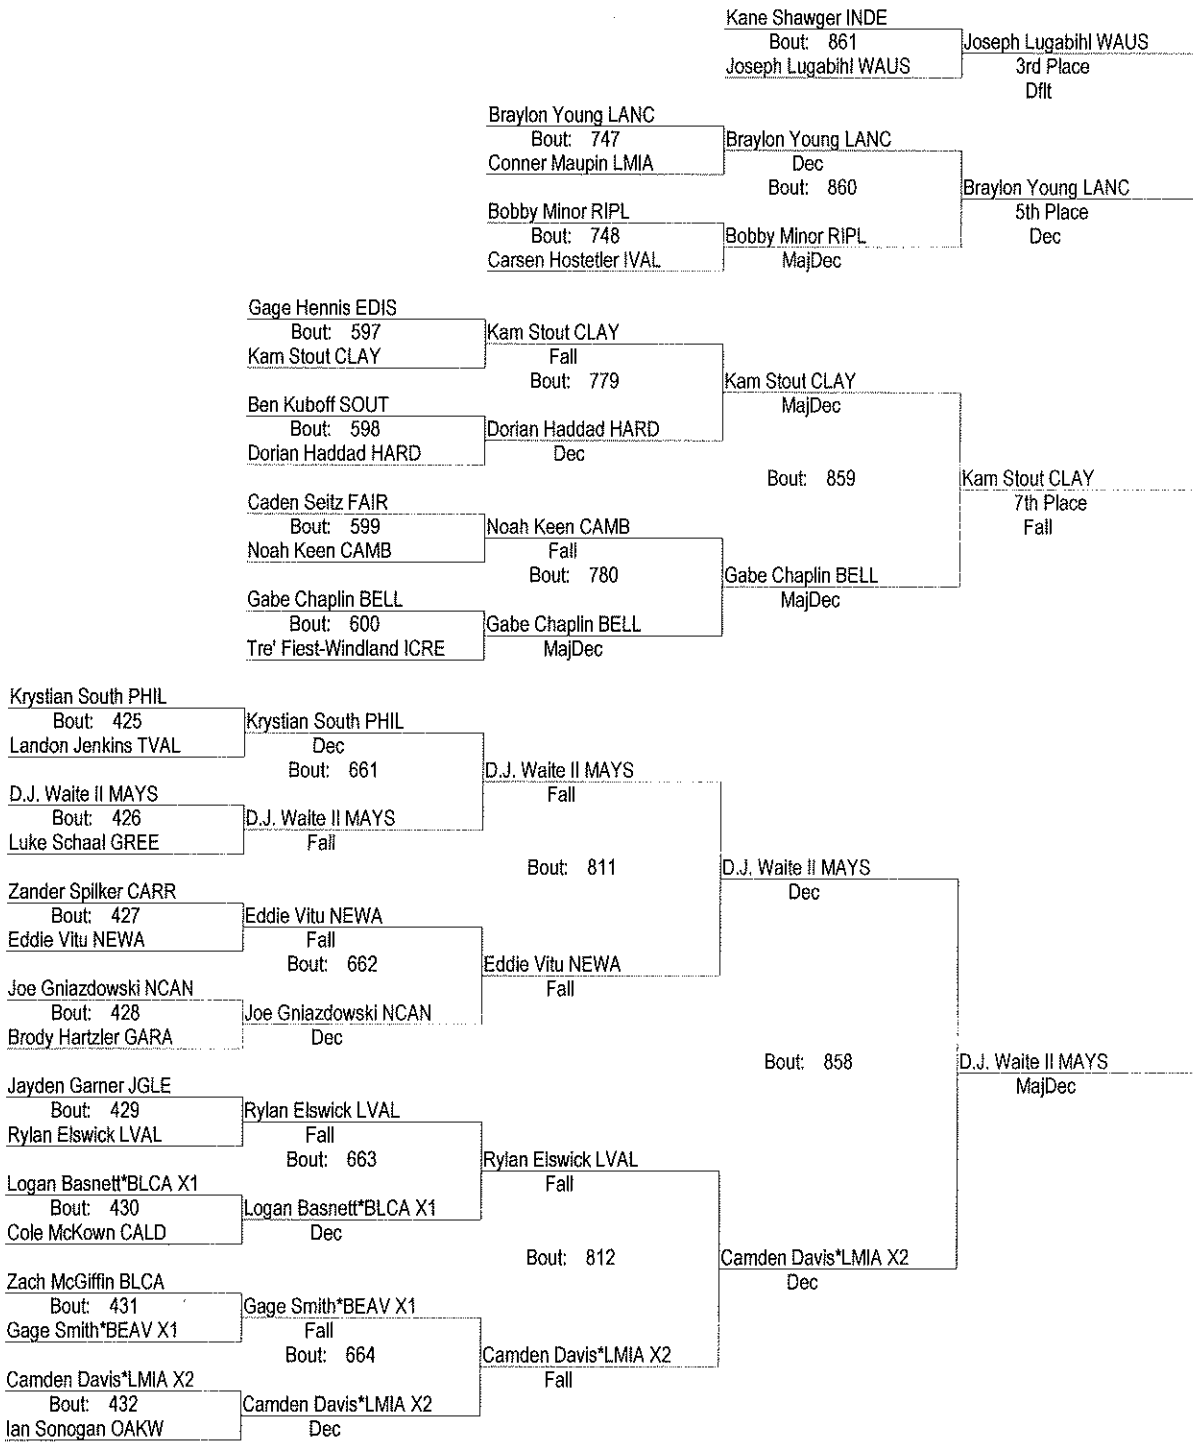 Kane Shawger INDE
Bout: 861
Joseph Lugabihl WAUS
Joseph Lugabihl WAUS
3rd Place
Dflt
Braylon Young LANC
Bout: 747
Conner Maupin LMIA
Braylon Young LANC
Dec
Bout: 860
Braylon Young LANC
5th Place
Dec
Bobby Minor RIPL
Bout: 748
Carsen Hostetler IVAL
Bobby Minor RIPL
MajDec
Gage Hennis EDIS
Bout: 597
Kam Stout CLAY
Kam Stout CLAY
Fall
Bout: 779
Kam Stout CLAY
MajDec
Ben Kuboff SOUT
Bout: 598
Dorian Haddad HARD
Dorian Haddad HARD
Dec
Bout: 859
Kam Stout CLAY
7th Place
Fall
Caden Seitz FAIR
Bout: 599
Noah Keen CAMB
Noah Keen CAMB
Fall
Bout: 780
Gabe Chaplin BELL
MajDec
Gabe Chaplin BELL
Bout: 600
Tre' Fiest-Windland ICRE
Gabe Chaplin BELL
MajDec
Krystian South PHIL
Bout: 425
Landon Jenkins TVAL
Krystian South PHIL
Dec
Bout: 661
D.J. Waite II MAYS
Fall
D.J. Waite II MAYS
Bout: 426
Luke Schaal GREE
D.J. Waite II MAYS
Fall
Bout: 811
D.J. Waite II MAYS
Dec
Zander Spilker CARR
Bout: 427
Eddie Vitu NEWA
Eddie Vitu NEWA
Fall
Bout: 662
Eddie Vitu NEWA
Fall
Joe Gniazdowski NCAN
Bout: 428
Brody Hartzler GARA
Joe Gniazdowski NCAN
Dec
Bout: 858
D.J. Waite II MAYS
MajDec
Jayden Garner JGLE
Bout: 429
Rylan Elswick LVAL
Rylan Elswick LVAL
Fall
Bout: 663
Rylan Elswick LVAL
Fall
Logan Basnett*BLCA X1
Bout: 430
Cole McKown CALD
Logan Basnett*BLCA X1
Dec
Bout: 812
Camden Davis*LMIA X2
Dec
Zach McGiffin BLCA
Bout: 431
Gage Smith*BEAV X1
Gage Smith*BEAV X1
Fall
Bout: 664
Camden Davis*LMIA X2
Fall
Camden Davis*LMIA X2
Bout: 432
Ian Sonogan OAKW
Camden Davis*LMIA X2
Dec